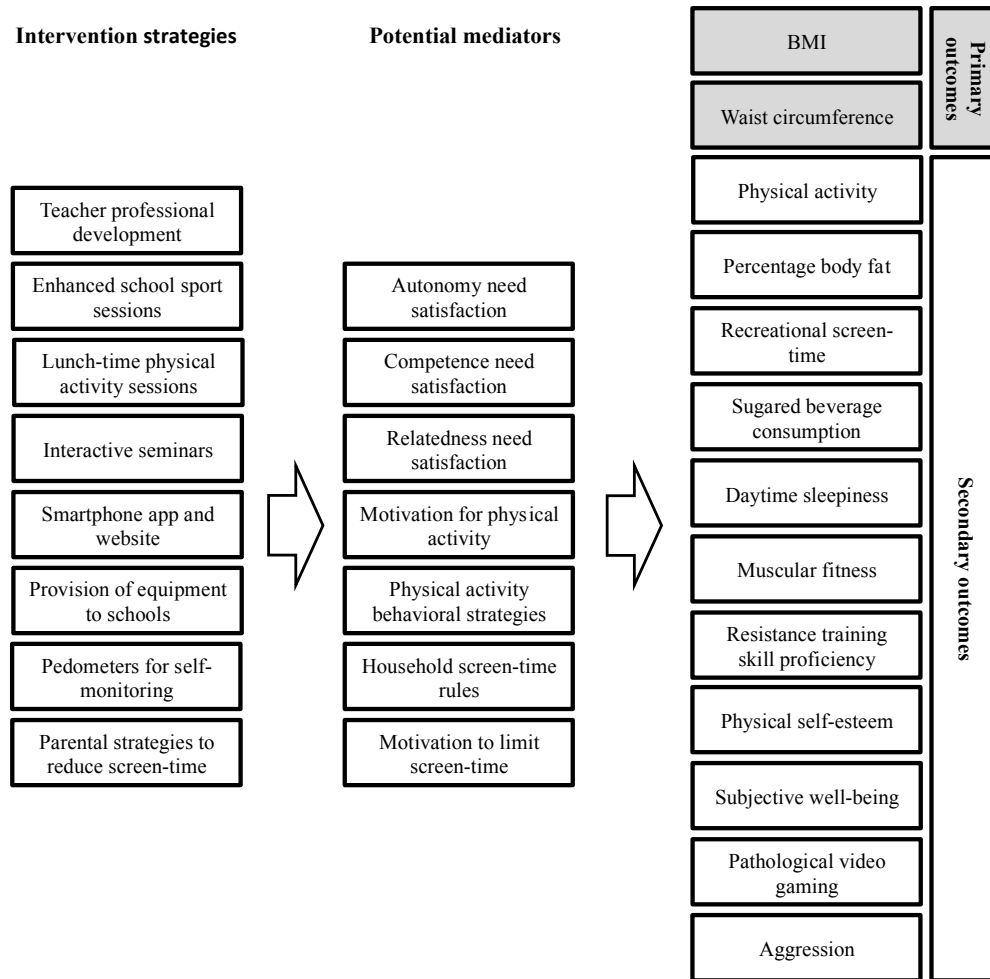 Intervention strategies
Teacher professional
development
Enhanced school sport
sessions
Lunch-time physical
activity sessions
Interactive seminars
Smartphone app and
website
Provision of equipment
to schools
Pedometers for self-
monitoring
Parental strategies to
reduce screen-time
Potential mediators
Autonomy need
satisfaction
Competence need
satisfaction
Relatedness need
satisfaction
Motivation for physical
activity
Physical activity
behavioral strategies
Household screen-time
rules
Motivation to limit
screen-time
BMI
Waist circumference
Physical activity
Percentage body fat
Recreational screen-
time
Sugared beverage
consumption
Daytime sleepiness
Muscular fitness
Resistance training
skill proficiency
Physical self-esteem
Subjective well-being
Pathological video
gaming
Aggression
Primary
outcomes
Secondary outcomes